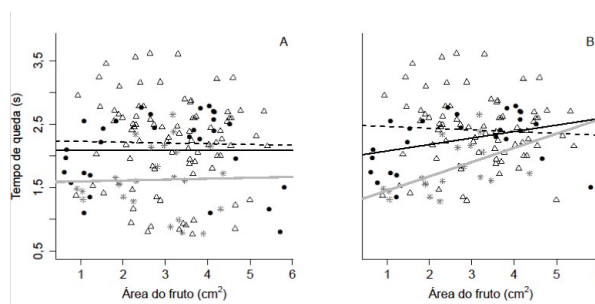 A
B
Tempo de queda (s)
3,5
2,5
1,5
0,5
1 2 3 4 5 6
1 2 3 4 5
Área do fruto (cm²)
Área do fruto (cm²)